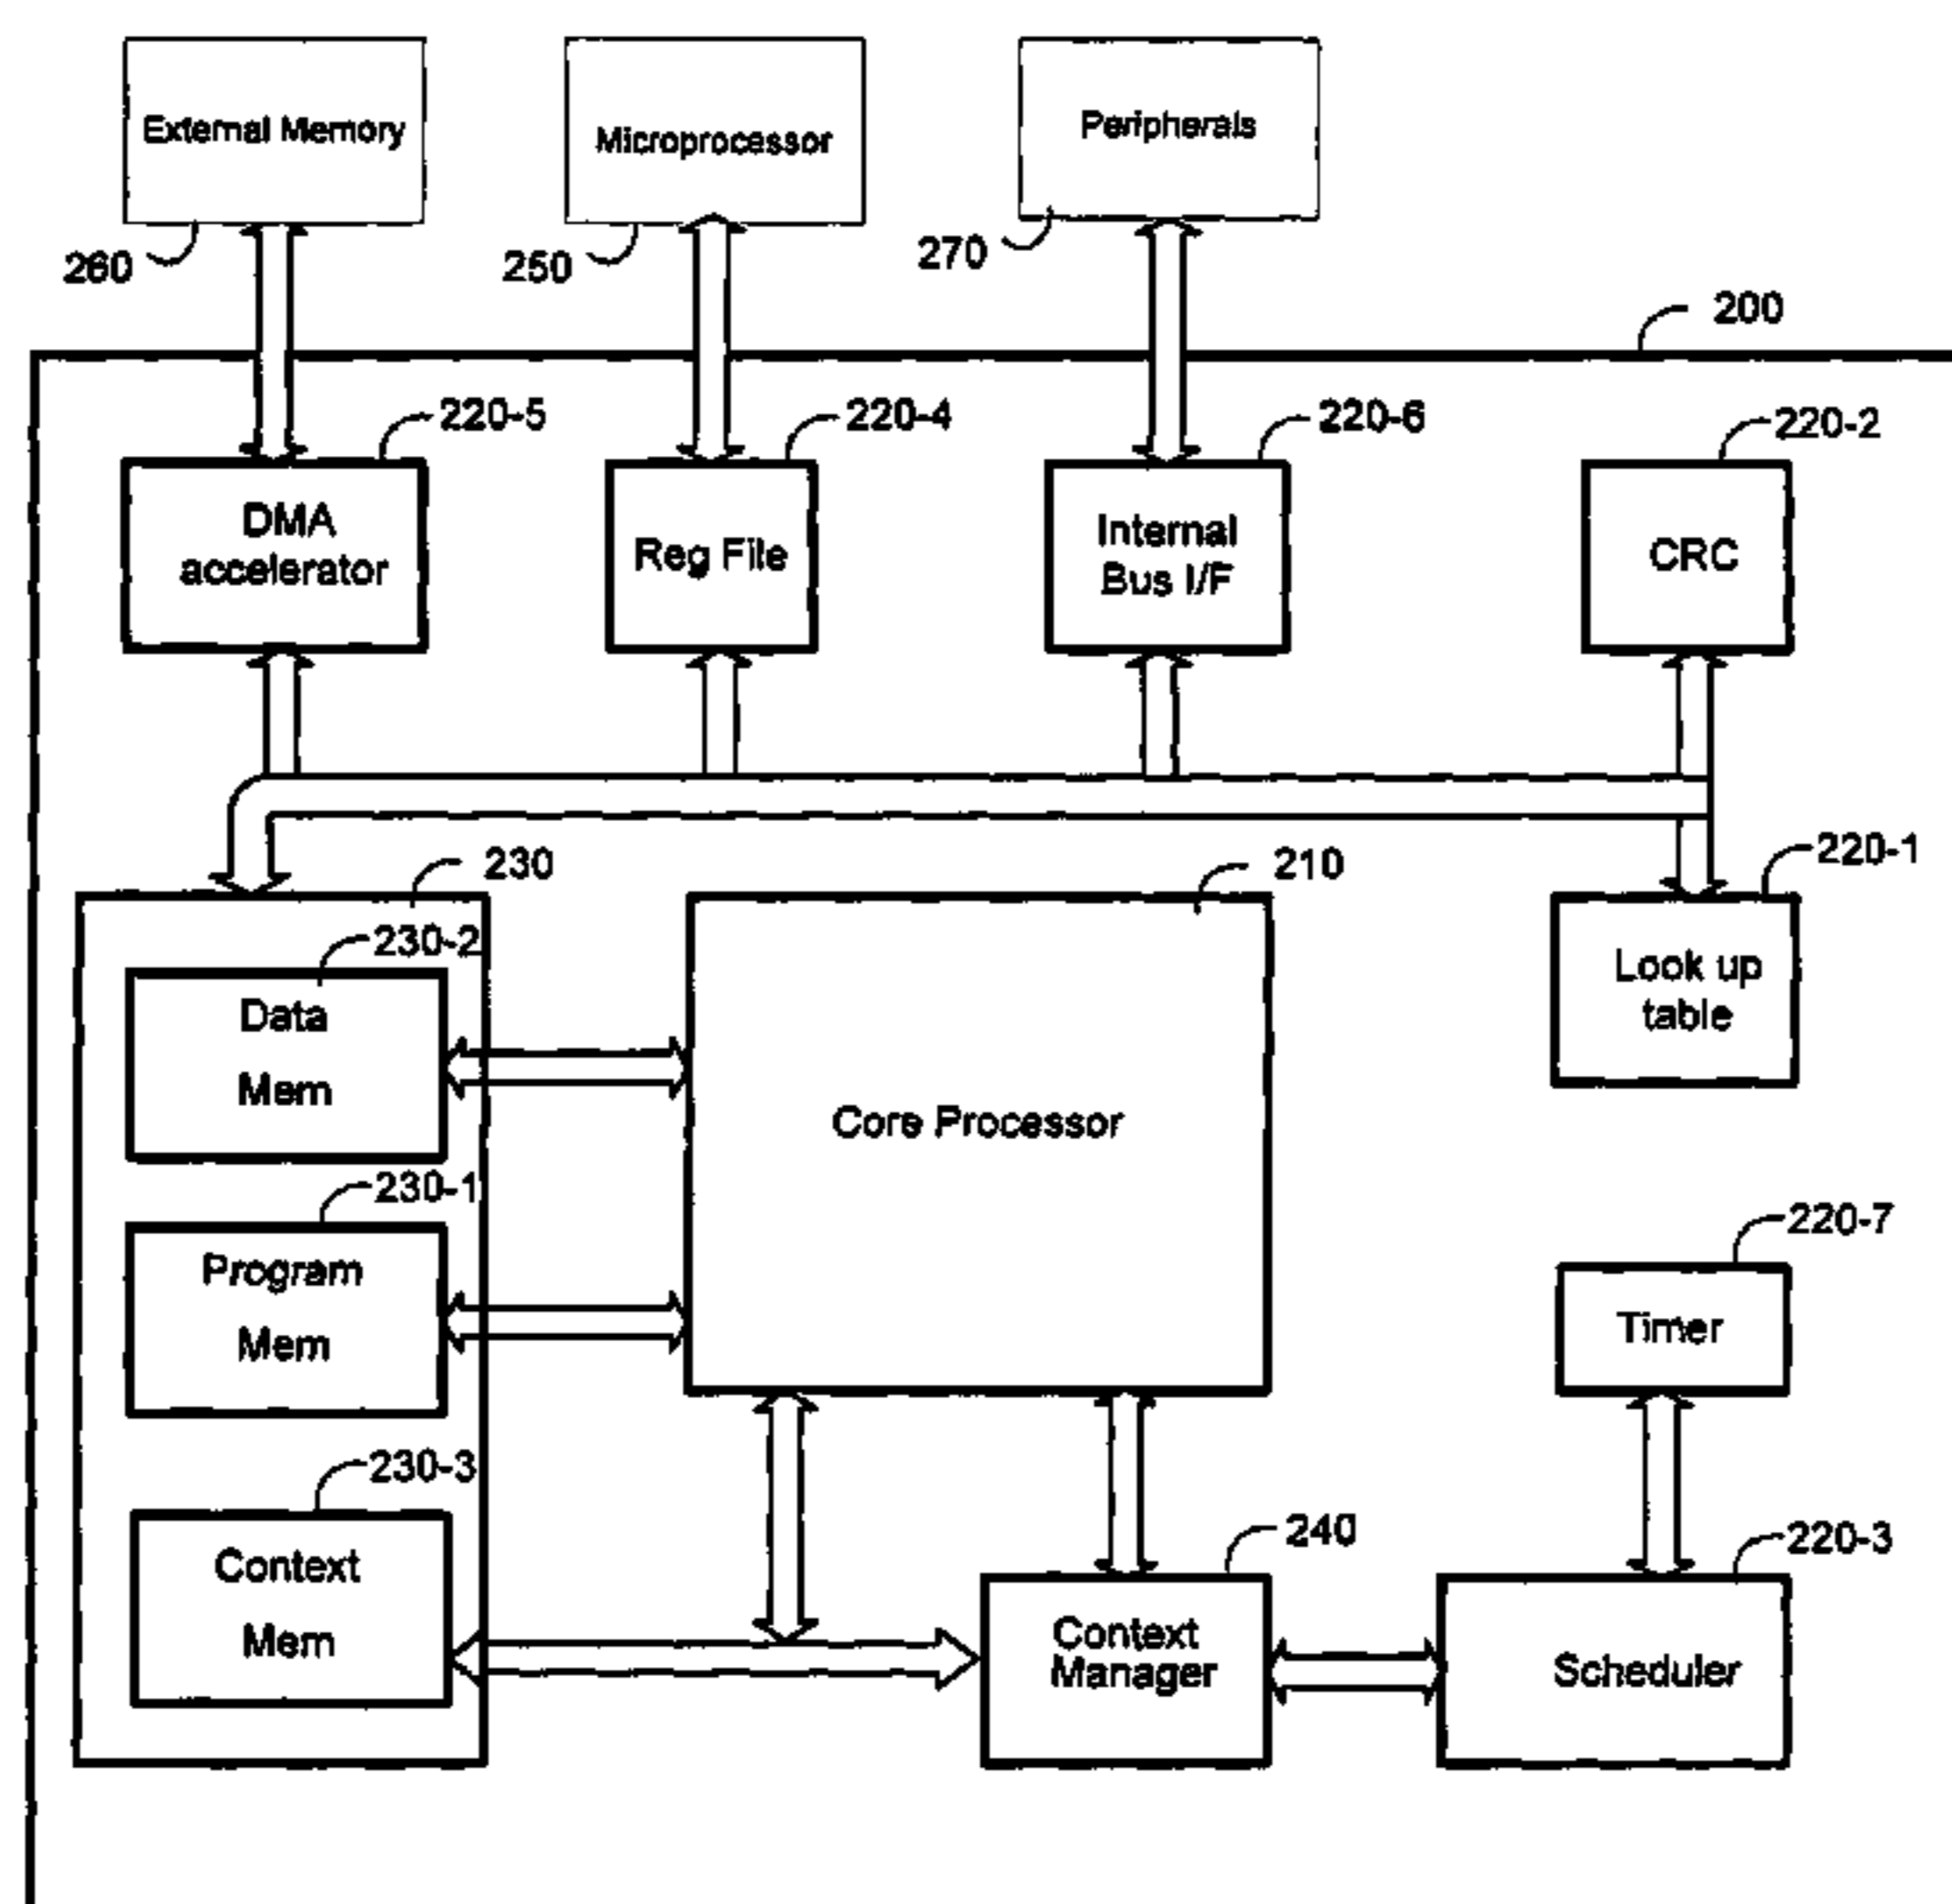 External Memory
Microprocessor
Peripherals
260
250
270
200
220-5
220-4
220-6
220-2
DMA
accelerator
Reg File
Internal
Bus I/F
CRC
230
210
220-1
230-2
Data
Mem
Core Processor
Look up
table
230-1
Program
Mem
220-7
Timer
230-3
Context
Mem
240
220-3
Context
Manager
Scheduler